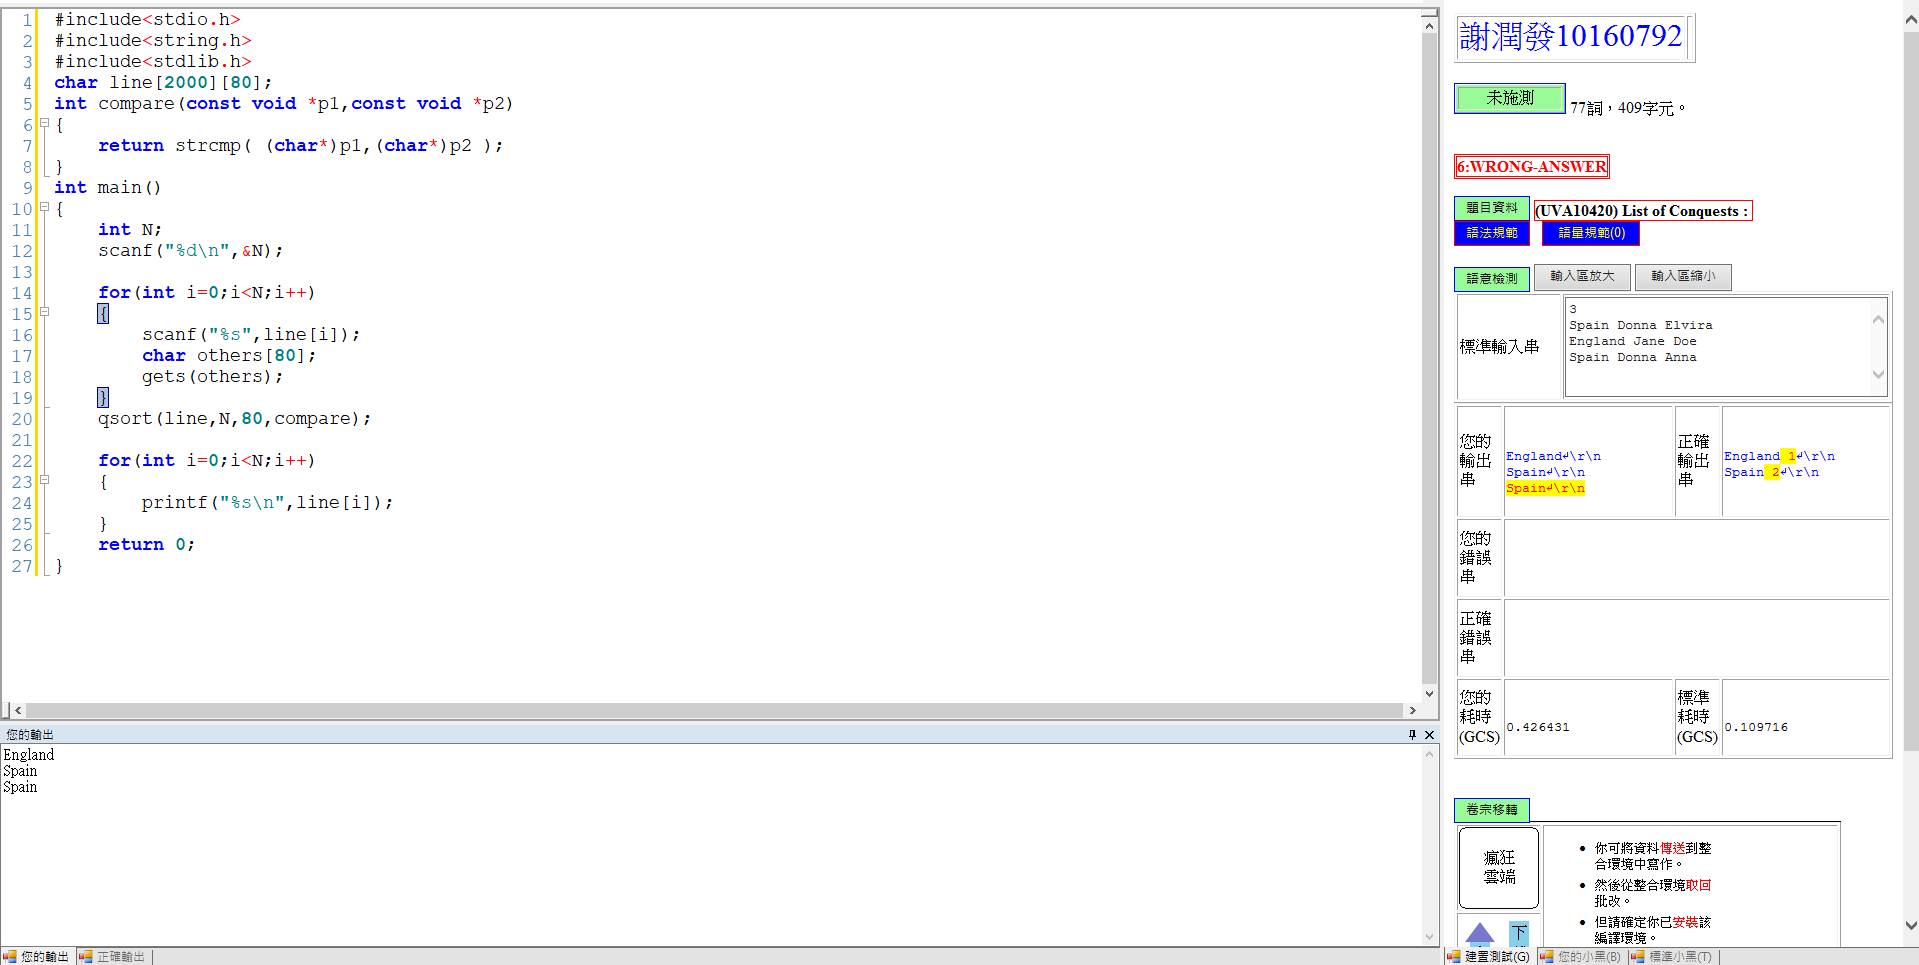 1 #include<stdio.h>
2 #include<string.h>
3 #include<stdlib.h>
4 char line[2000][80];
5 int compare(const void *p1,const void *p2)
6 {
7 return strcmp( (char*)p1,(char*)p2 );
8 }
9 int main()
10 {
11 int N;
12 scanf("%d\n",&N);
13
14 for(int i=0;i<N;i++)
15 {
16 scanf("%s",line[i]);
17 char others[80];
18 gets(others);
19 }
20 qsort(line,N,80,compare);
21
22 for(int i=0;i<N;i++)
23 {
24 printf("%s\n",line[i]);
25 }
26 return 0;
27 }
您的輸出
England
Spain
Spain
您的輸出 正確輸出
謝潤發10160792
未施測 77詞，409字元。
6:WRONG-ANSWER
題目資料 (UVA10420) List of Conquests :
語法規範 語量規範(0)
語意檢測 輸入區放大 輸入區縮小
標準輸入串
3
Spain Donna Elvira
England Jane Doe
Spain Donna Anna
您的
輸出
串
England↲\r\n
Spain↲\r\n
Spain↲\r\n
正確
輸出
串
England 1↲\r\n
Spain 2↲\r\n
您的
錯誤
串
正確
錯誤
串
您的
耗時
(GCS)
0.426431
標準
耗時
(GCS)
0.109716
卷宗移轉
瘋狂
雲端
你可將資料傳送到整
合環境中寫作。
然後從整合環境取回
批改。
但請確定你已安裝該
編譯環境。
下
建置測試(G) 您的小黑(B) 標準小黑(T)